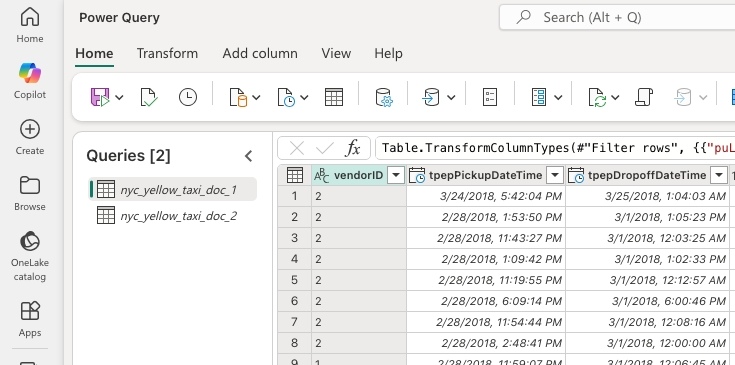 Power Query
Search (Alt + Q)
Home
Transform
Add column
View
Help
Home
Copilot
Create
Browse
OneLake
catalog
Apps
Queries [2]
nyc_yellow_taxi_doc_1
nyc_yellow_taxi_doc_2
fx
Table.TransformColumnTypes(#"Filter rows", {{"puL
ABC vendorID
tpepPickupDateTime
tpepDropoffDateTime
1 2 3/24/2018, 5:42:04 PM 3/25/2018, 1:04:03 AM
2 2 2/28/2018, 1:53:50 PM 3/1/2018, 1:05:23 PM
3 2 2/28/2018, 11:43:27 PM 3/1/2018, 12:03:25 AM
4 2 2/28/2018, 1:09:42 PM 3/1/2018, 1:02:33 PM
5 2 2/28/2018, 11:19:55 PM 3/1/2018, 12:12:57 AM
6 2 2/28/2018, 6:09:14 PM 3/1/2018, 6:00:46 PM
7 2 2/28/2018, 11:54:44 PM 3/1/2018, 12:08:16 AM
8 2 2/28/2018, 2:48:41 PM 3/1/2018, 12:00:00 AM
9 1 2/28/2018, 11:59:07 PM 3/1/2018, 12:06:45 AM